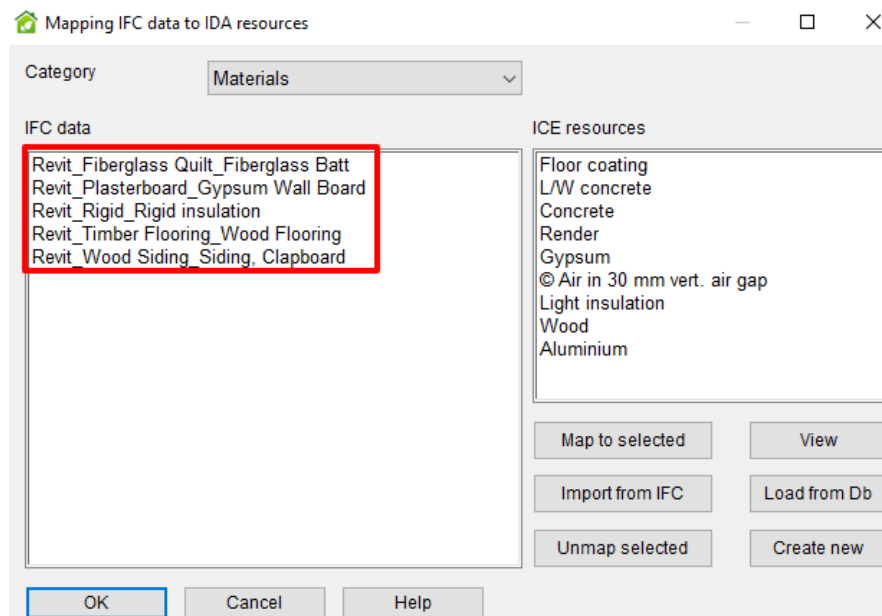 Mapping IFC data to IDA resources
Category
Materials
IFC data
ICE resources
Revit_Fiberglass Quilt_Fiberglass Batt
Revit_Plasterboard_Gypsum Wall Board
Revit_Rigid_Rigid insulation
Revit_Timber Flooring_Wood Flooring
Revit_Wood Siding_Siding, Clapboard
Floor coating
L/W concrete
Concrete
Render
Gypsum
© Air in 30 mm vert. air gap
Light insulation
Wood
Aluminium
Map to selected
View
Import from IFC
Load from Db
Unmap selected
Create new
OK
Cancel
Help